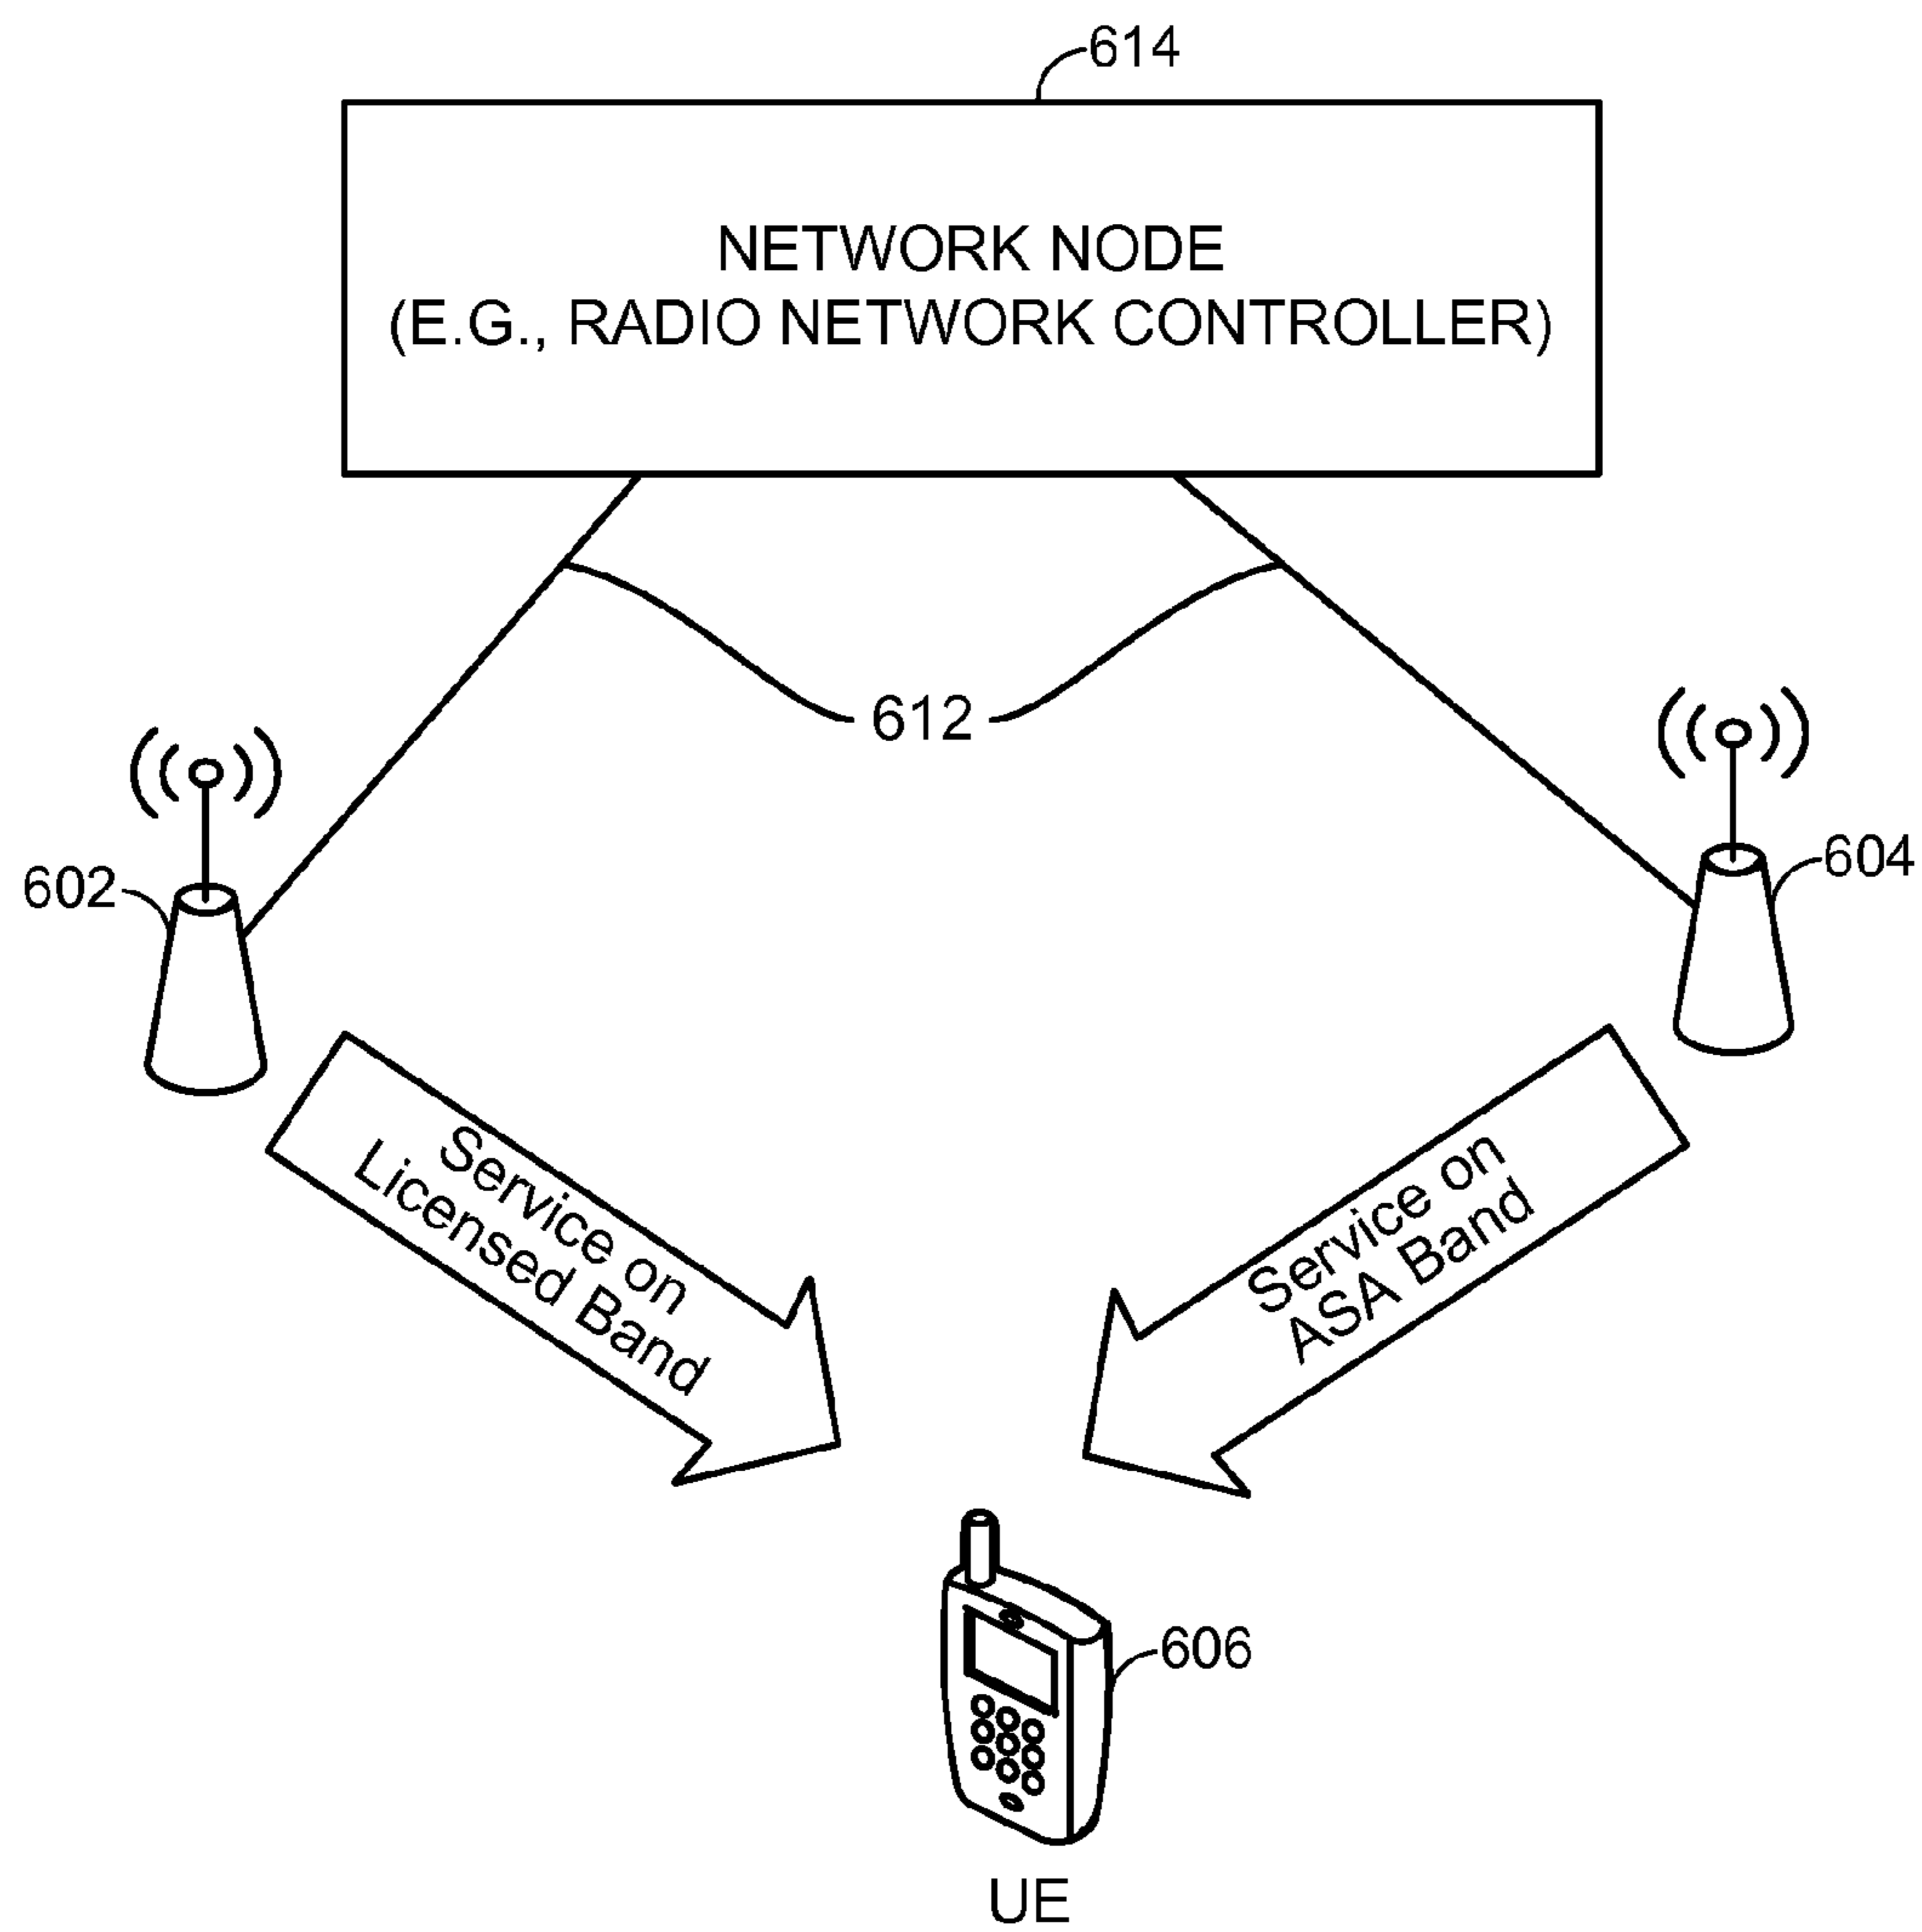 614
NETWORK NODE
(E.G., RADIO NETWORK CONTROLLER)
612
602
604
Service on
Licensed Band
Service on
ASA Band
606
UE